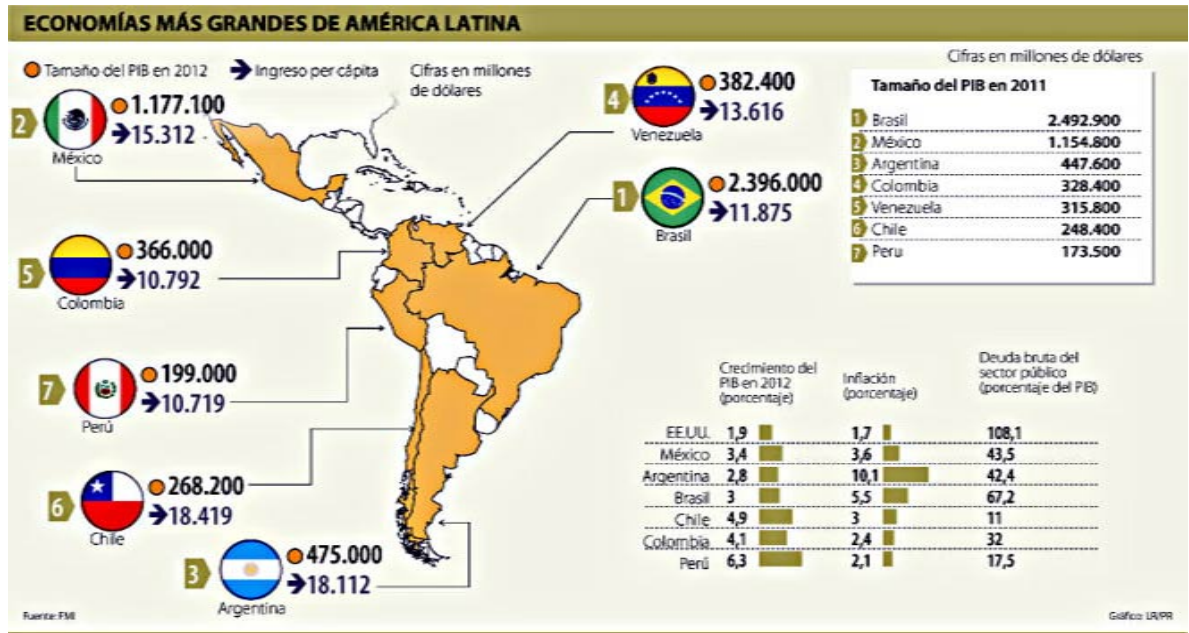 ECONOMÍAS MÁS GRANDES DE AMÉRICA LATINA
Tamaño del PIB en 2012
Ingreso per cápita
Cifras en millones
de dólares
2
1.177.100
15.312
México
5
366.000
10.792
Colombia
7
199.000
10.719
Perú
6
268.200
18.419
Chile
3
475.000
18.112
Argentina
4
382.400
13.616
Venezuela
1
2.396.000
11.875
Brasil
Cifras en millones de dólares
Tamaño del PIB en 2011
1 Brasil 2.492.900
2 México 1.154.800
3 Argentina 447.600
4 Colombia 328.400
5 Venezuela 315.800
6 Chile 248.400
7 Peru 173.500
Crecimiento del
PIB en 2012
(porcentaje)
Inflación
(porcentaje)
Deuda bruta del
sector público
(porcentaje del PIB)
EE.UU. 1,9 1,7 108,1
México 3,4 3,6 43,5
Argentina 2,8 10,1 42,4
Brasil 3 5,5 67,2
Chile 4,9 3 11
Colombia 4,1 2,4 32
Perú 6,3 2,1 17,5
Fuente: FMI
Gráfico: LR/PR